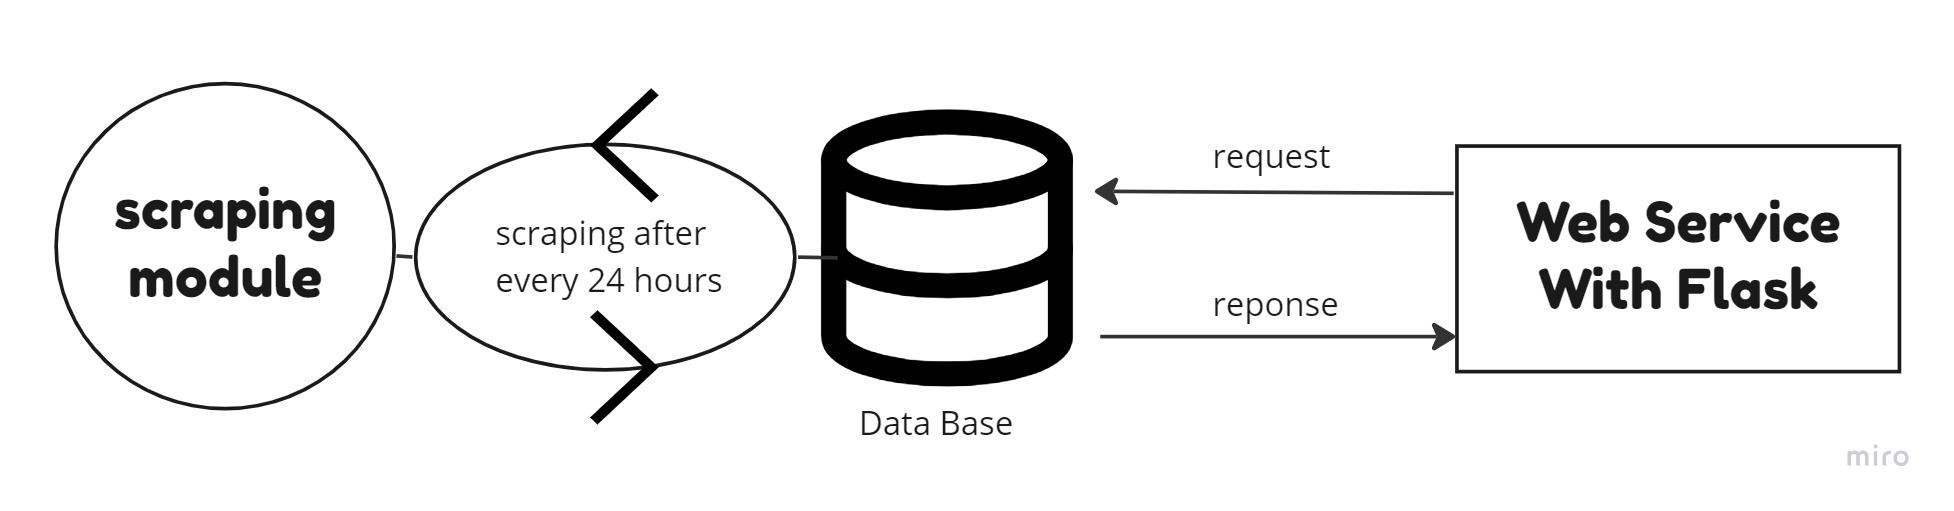 scraping
module
scraping after
every 24 hours
Data Base
request
reponse
Web Service
With Flask
miro